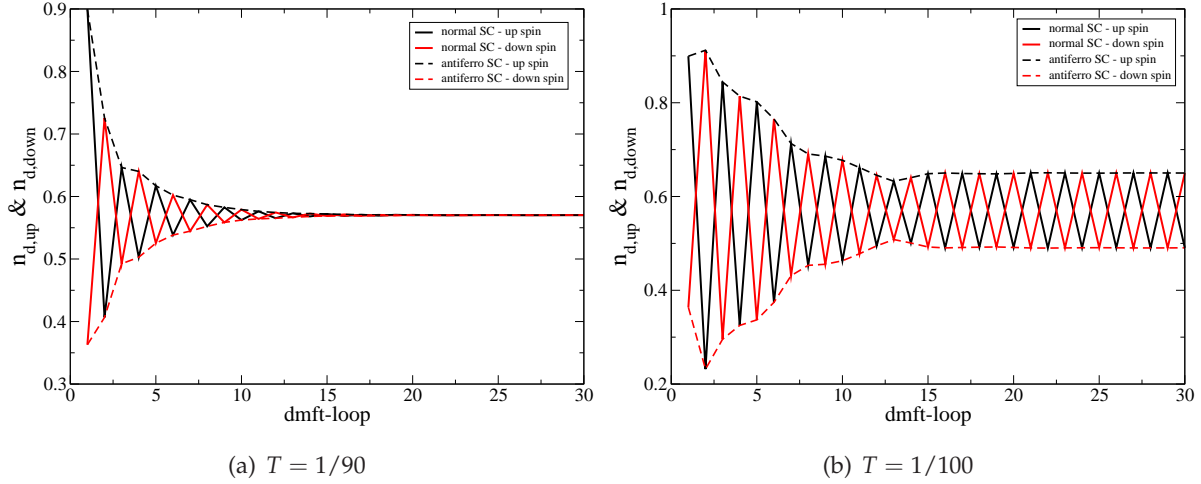 0.9
0.8
0.7
0.6
0.5
0.4
0.3
n_d,up & n_d,down
normal SC - up spin
normal SC - down spin
antiferro SC - up spin
antiferro SC - down spin
0 5 10 15 20 25 30
dmft-loop
(a) T = 1/90
1
0.8
0.6
0.4
0.2
n_d,up & n_d,down
normal SC - up spin
normal SC - down spin
antiferro SC - up spin
antiferro SC - down spin
0 5 10 15 20 25 30
dmft-loop
(b) T = 1/100